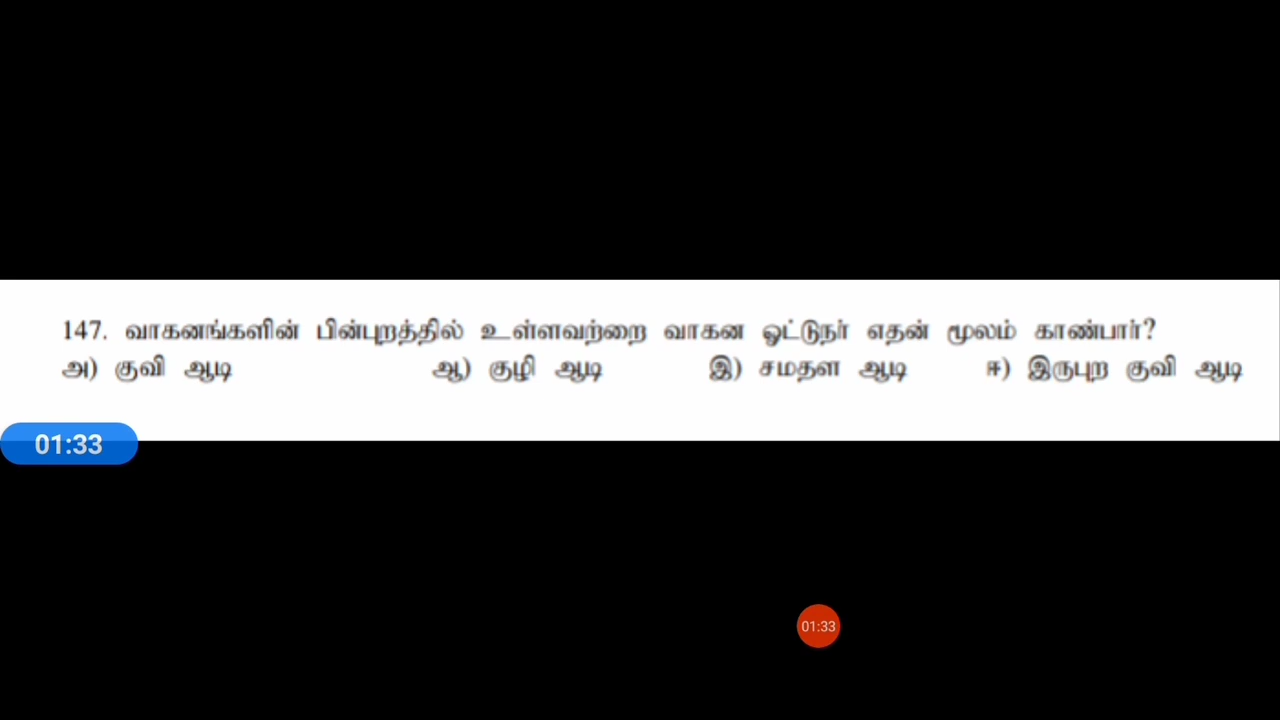 147. வாகனங்களின் பின்புறத்தில் உள்ளவற்றை வாகன ஓட்டுநர் எதன் மூலம் காண்பார்?
அ) குவி ஆடி ஆ) குழி ஆடி இ) சமதள ஆடி ஈ) இருபுற குவி ஆடி
01:33
01:33